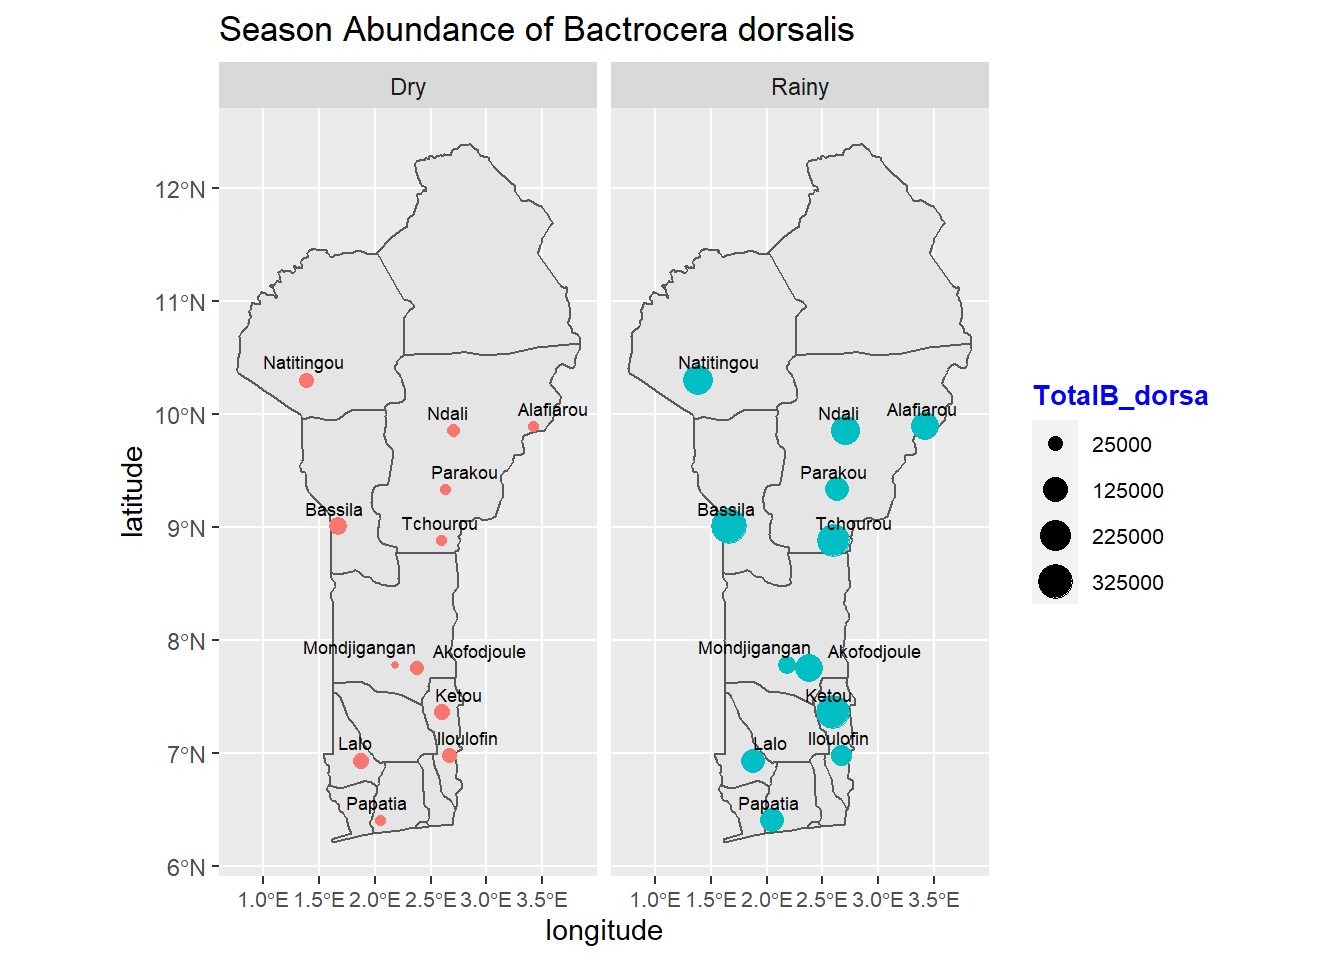 Season Abundance of Bactrocera dorsalis
Dry
Rainy
12°N
11°N
10°N
9°N
8°N
7°N
6°N
latitude
Natitingou
Ndali
Alafiarou
Parakou
Bassila
Tchourou
Mondjigangan
Akofodjoule
Ketou
Lalo
Iloulofin
Papatia
Natitingou
Ndali
Alafiarou
Parakou
Bassila
Tchourou
Mondjigangan
Akofodjoule
Ketou
Lalo
Iloulofin
Papatia
1.0°E 1.5°E 2.0°E 2.5°E 3.0°E 3.5°E
1.0°E 1.5°E 2.0°E 2.5°E 3.0°E 3.5°E
longitude
TotalB_dorsa
25000
125000
225000
325000